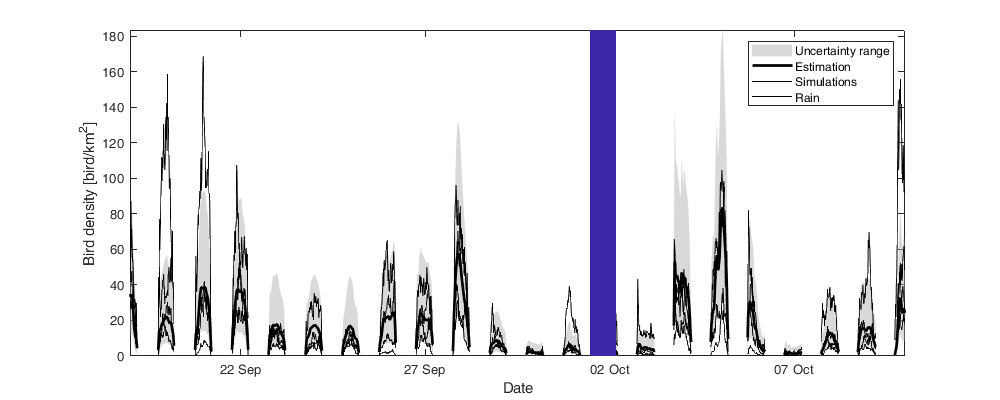 180
160
140
120
100
80
60
40
20
0
Bird density [bird/km²]
22 Sep
27 Sep
02 Oct
07 Oct
Date
Uncertainty range
Estimation
Simulations
Rain